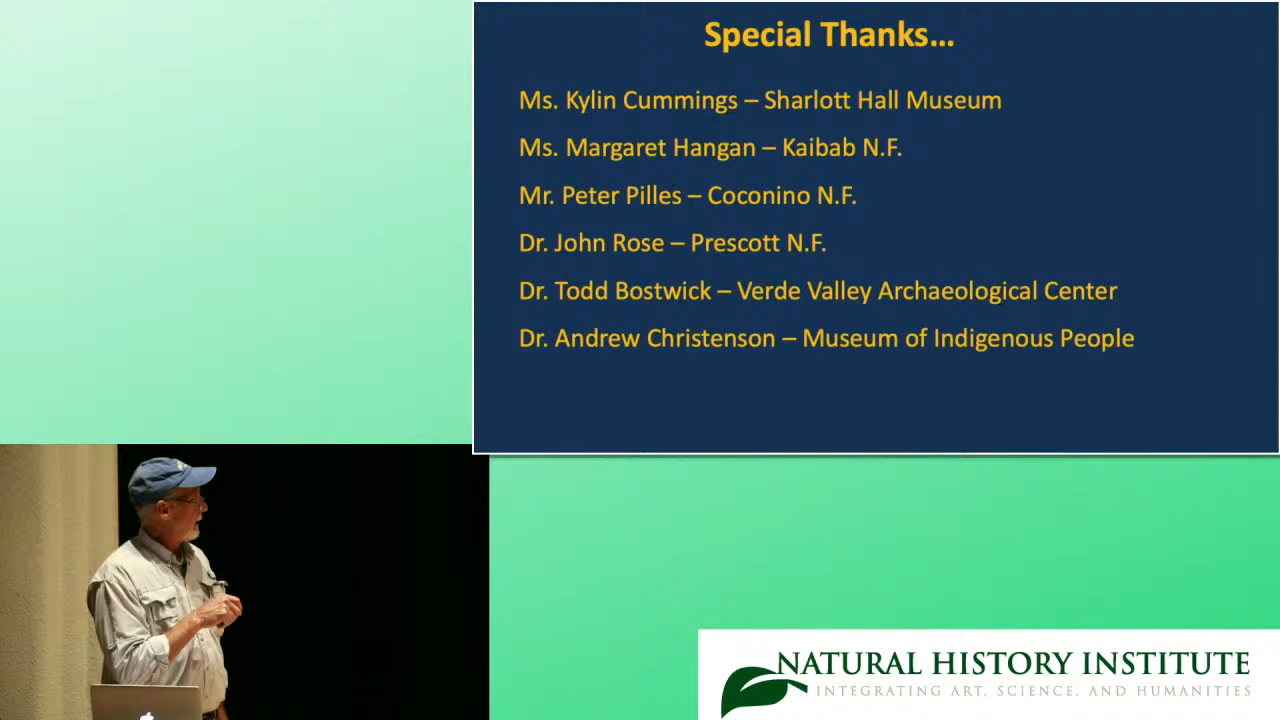 Special Thanks...
Ms. Kylin Cummings – Sharlott Hall Museum
Ms. Margaret Hangan – Kaibab N.F.
Mr. Peter Pilles – Coconino N.F.
Dr. John Rose – Prescott N.F.
Dr. Todd Bostwick – Verde Valley Archaeological Center
Dr. Andrew Christenson – Museum of Indigenous People
NATURAL HISTORY INSTITUTE
INTEGRATING ART, SCIENCE, AND HUMANITIES